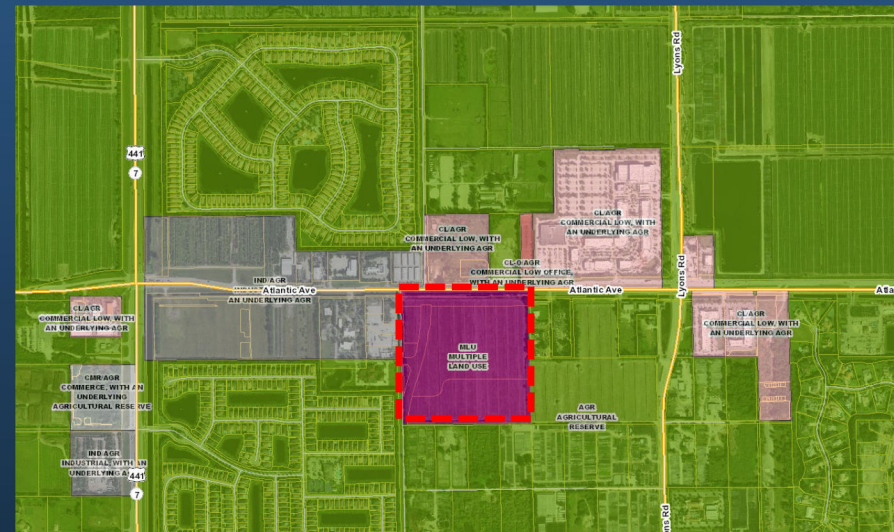 Lyons Rd
441
7
CL/AGR
COMMERCIAL LOW, WITH
AN UNDERLYING AGR
CL/AGR
COMMERCIAL LOW, WITH
AN UNDERLYING AGR
CL-O/AGR
COMMERCIAL LOW OFFICE,
WITH AN UNDERLYING AGR
IND/AGR
AN UNDERLYING AGR
Atlantic Ave
Atlantic Ave
Lyons Rd
CL/AGR
COMMERCIAL LOW, WITH
AN UNDERLYING AGR
CL/AGR
COMMERCIAL LOW, WITH
AN UNDERLYING AGR
MLU
MULTIPLE
LAND USE
CMR/AGR
COMMERCE, WITH AN
UNDERLYING
AGRICULTURAL RESERVE
AGR
AGRICULTURAL
RESERVE
IND/AGR
INDUSTRIAL, WITH AN
UNDERLYING
441
7
Lyons Rd